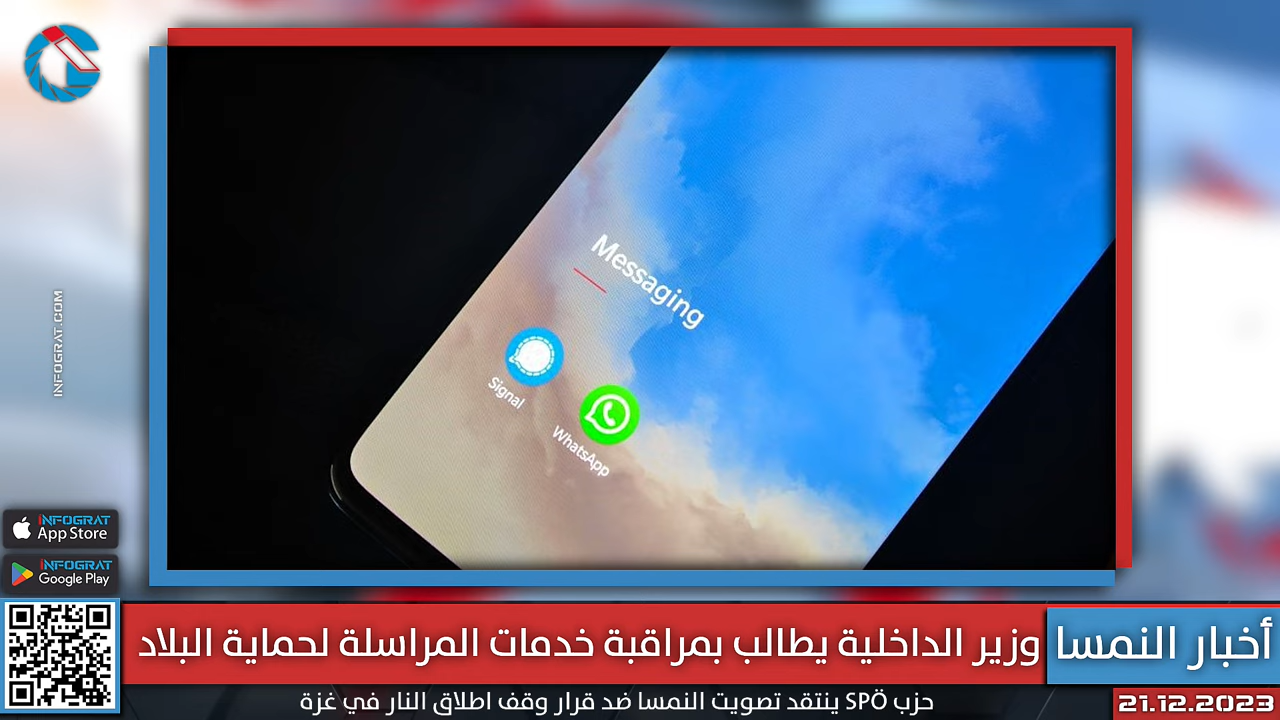 Messaging
Signal
WhatsApp
INFOGRAT.COM
INFOGRAT
App Store
INFOGRAT
Google Play
أخبار النمسا
وزير الداخلية يطالب بمراقبة خدمات المراسلة لحماية البلاد
حزب SPÖ ينتقد تصويت النمسا ضد قرار وقف اطلاق النار في غزة
21.12.2023